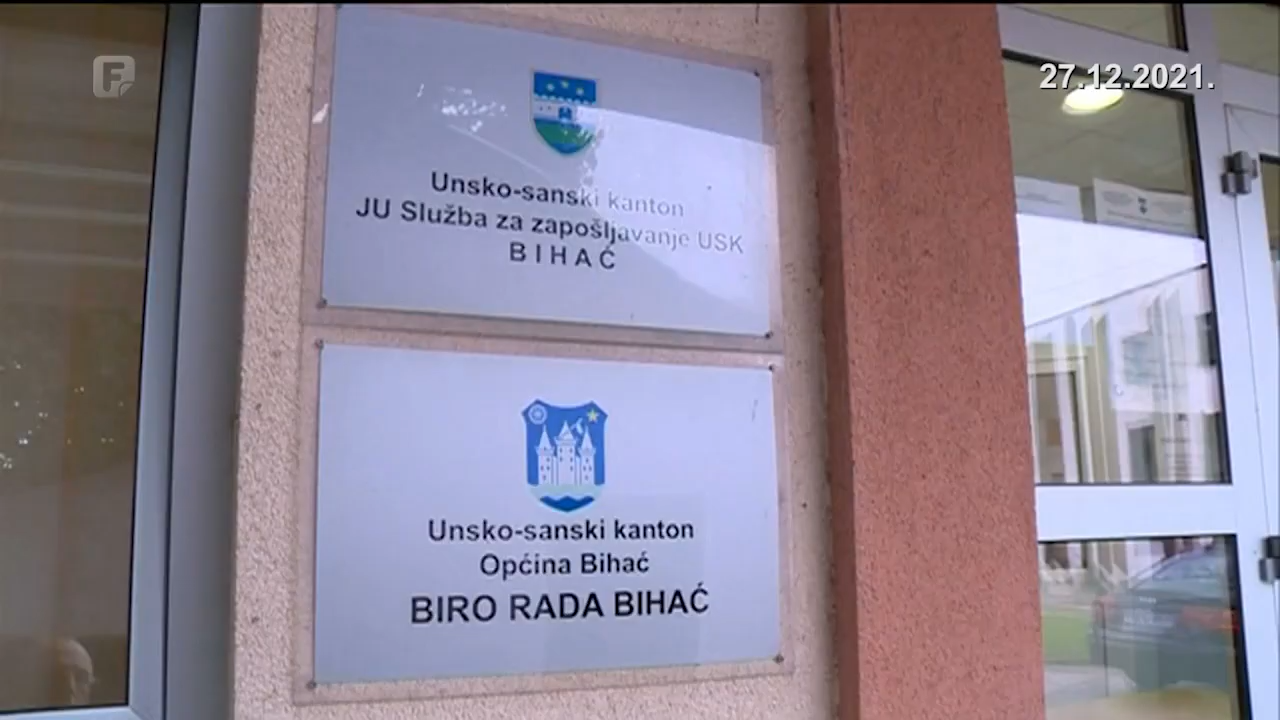 F
27.12.2021.
Unsko-sanski kanton
JU Služba za zapošljavanje USK
BIHAĆ
Unsko-sanski kanton
Općina Bihać
BIRO RADA BIHAĆ